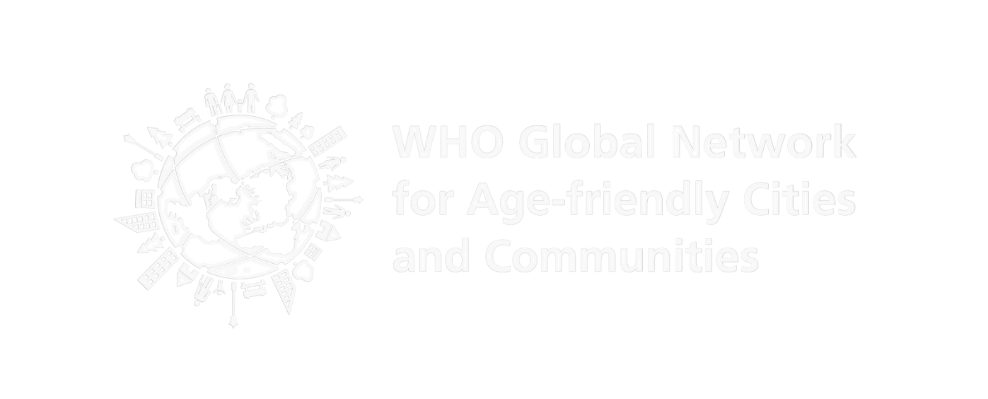 WHO Global Network
for Age-friendly Cities
and Communities